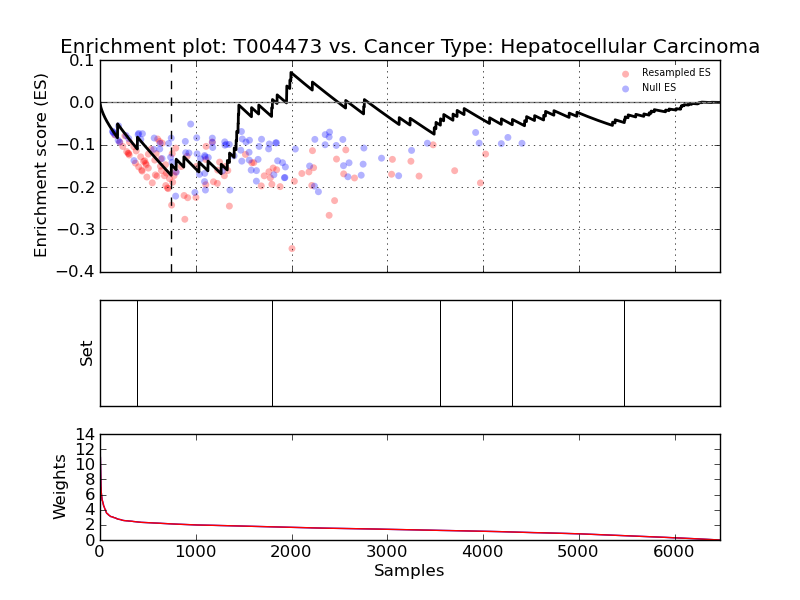 Enrichment plot: T004473 vs. Cancer Type: Hepatocellular Carcinoma
Enrichment score (ES)
0.1
0.0
−0.1
−0.2
−0.3
−0.4
Resampled ES
Null ES
Set
Weights
14
12
10
8
6
4
2
0
0 1000 2000 3000 4000 5000 6000
Samples